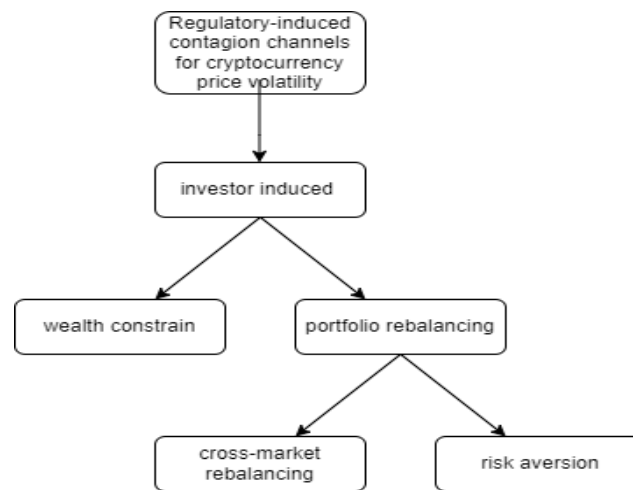 Regulatory-induced
contagion channels
for cryptocurrency
price volatility
investor induced
wealth constrain
portfolio rebalancing
cross-market
rebalancing
risk aversion